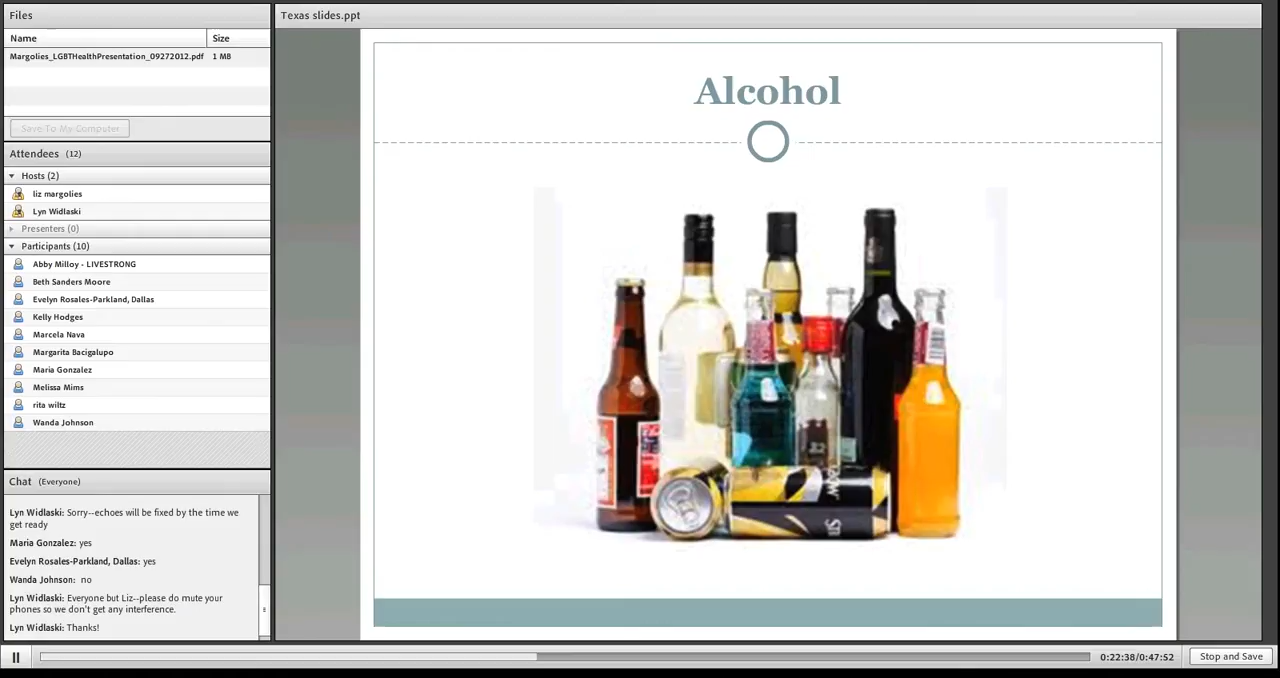 Files
Name Size
Margolies_LGBTHealthPresentation_09272012.pdf 1 MB
Save To My Computer
Attendees (12)
Hosts (2)
liz margolies
Lyn Widlaski
Presenters (0)
Participants (10)
Abby Milloy - LIVESTRONG
Beth Sanders Moore
Evelyn Rosales-Parkland, Dallas
Kelly Hodges
Marcela Nava
Margarita Bacigalupo
Maria Gonzalez
Melissa Mims
rita wiltz
Wanda Johnson
Chat (Everyone)
Lyn Widlaski: Sorry--echoes will be fixed by the time we
get ready
Maria Gonzalez: yes
Evelyn Rosales-Parkland, Dallas: yes
Wanda Johnson: no
Lyn Widlaski: Everyone but Liz--please do mute your
phones so we don't get any interference.
Lyn Widlaski: Thanks!
Texas slides.ppt
Alcohol
0:22:38/0:47:52
Stop and Save